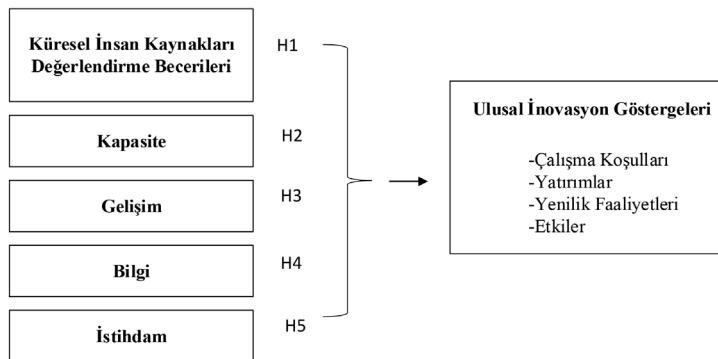 Küresel İnsan Kaynakları
Değerlendirme Becerileri
H1
Kapasite
H2
Gelişim
H3
Bilgi
H4
İstihdam
H5
Ulusal İnovasyon Göstergeleri
-Çalışma Koşulları
-Yatırımlar
-Yenilik Faaliyetleri
-Etkiler